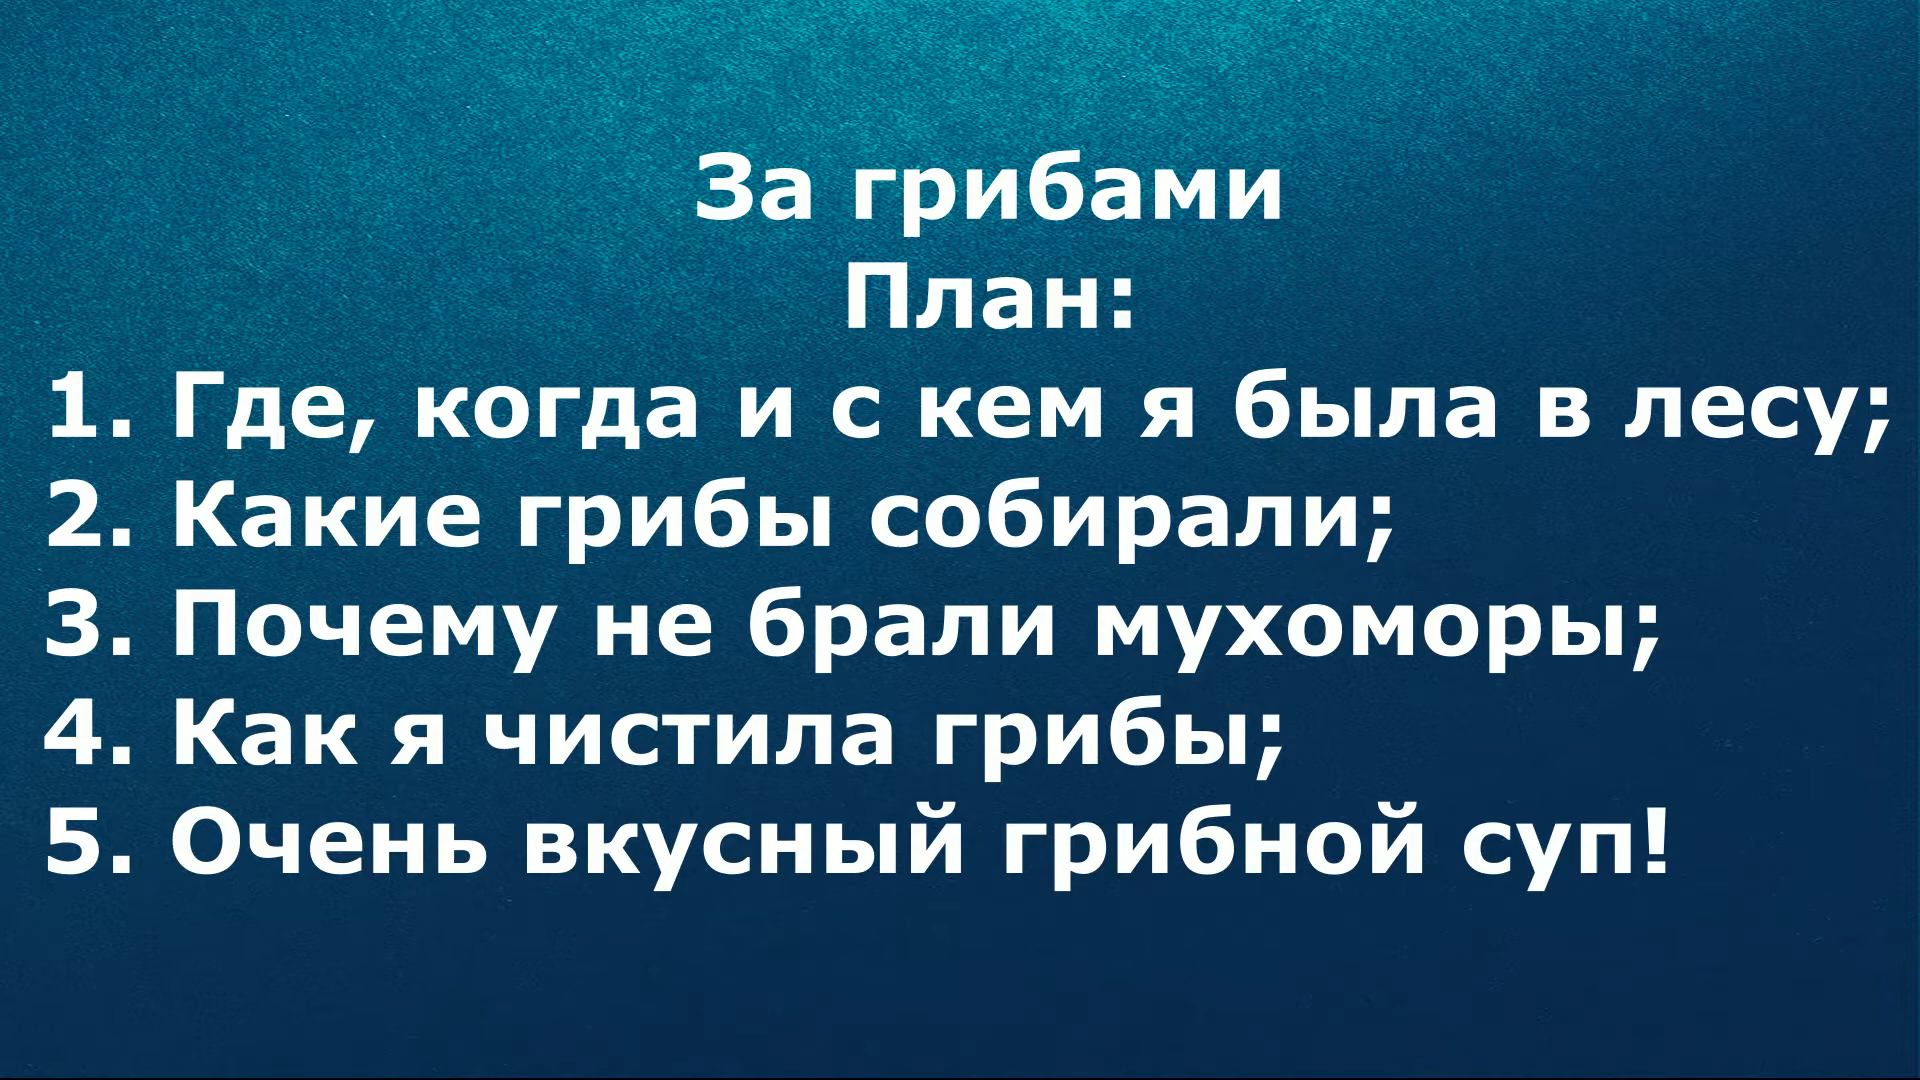 За грибами
План:
1. Где, когда и с кем я была в лесу;
2. Какие грибы собирали;
3. Почему не брали мухоморы;
4. Как я чистила грибы;
5. Очень вкусный грибной суп!